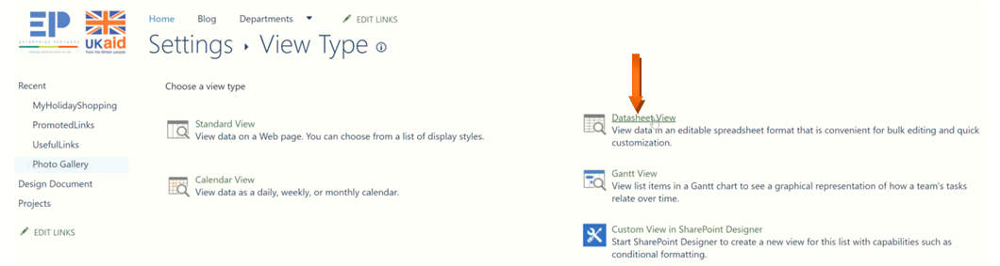 EP
ENTERPRISE PARTNERS
UKaid
from the British people
Home Blog Departments EDIT LINKS
Settings View Type
Recent
MyHolidayShopping
PromotedLinks
UsefulLinks
Photo Gallery
Design Document
Projects
EDIT LINKS
Choose a view type
Standard View
View data on a Web page. You can choose from a list of display styles.
Calendar View
View data as a daily, weekly, or monthly calendar.
Datasheet View
View data in an editable spreadsheet format that is convenient for bulk editing and quick
customization.
Gantt View
View list items in a Gantt chart to see a graphical representation of how a team's tasks
relate over time.
Custom View in SharePoint Designer
Start SharePoint Designer to create a new view for this list with capabilities such as
conditional formatting.